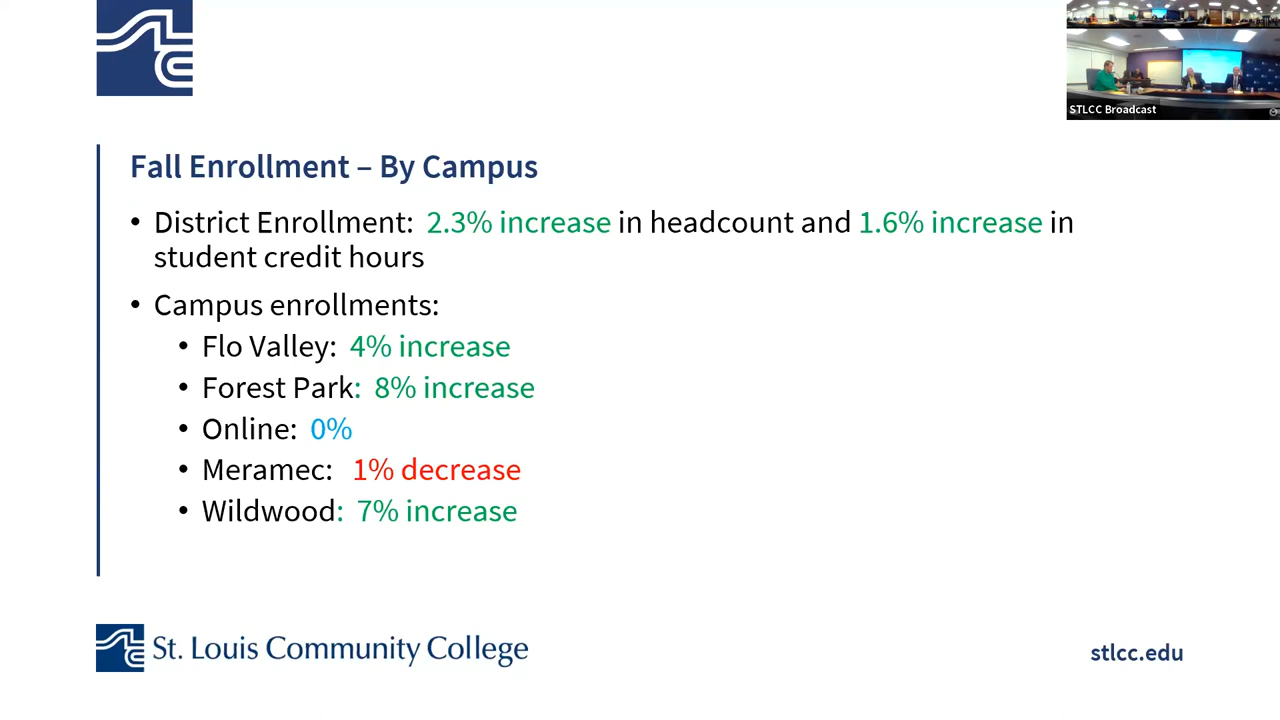 STLCC Broadcast
Fall Enrollment – By Campus
• District Enrollment: 2.3% increase in headcount and 1.6% increase in
student credit hours
• Campus enrollments:
• Flo Valley: 4% increase
• Forest Park: 8% increase
• Online: 0%
• Meramec: 1% decrease
• Wildwood: 7% increase
St. Louis Community College
stlcc.edu